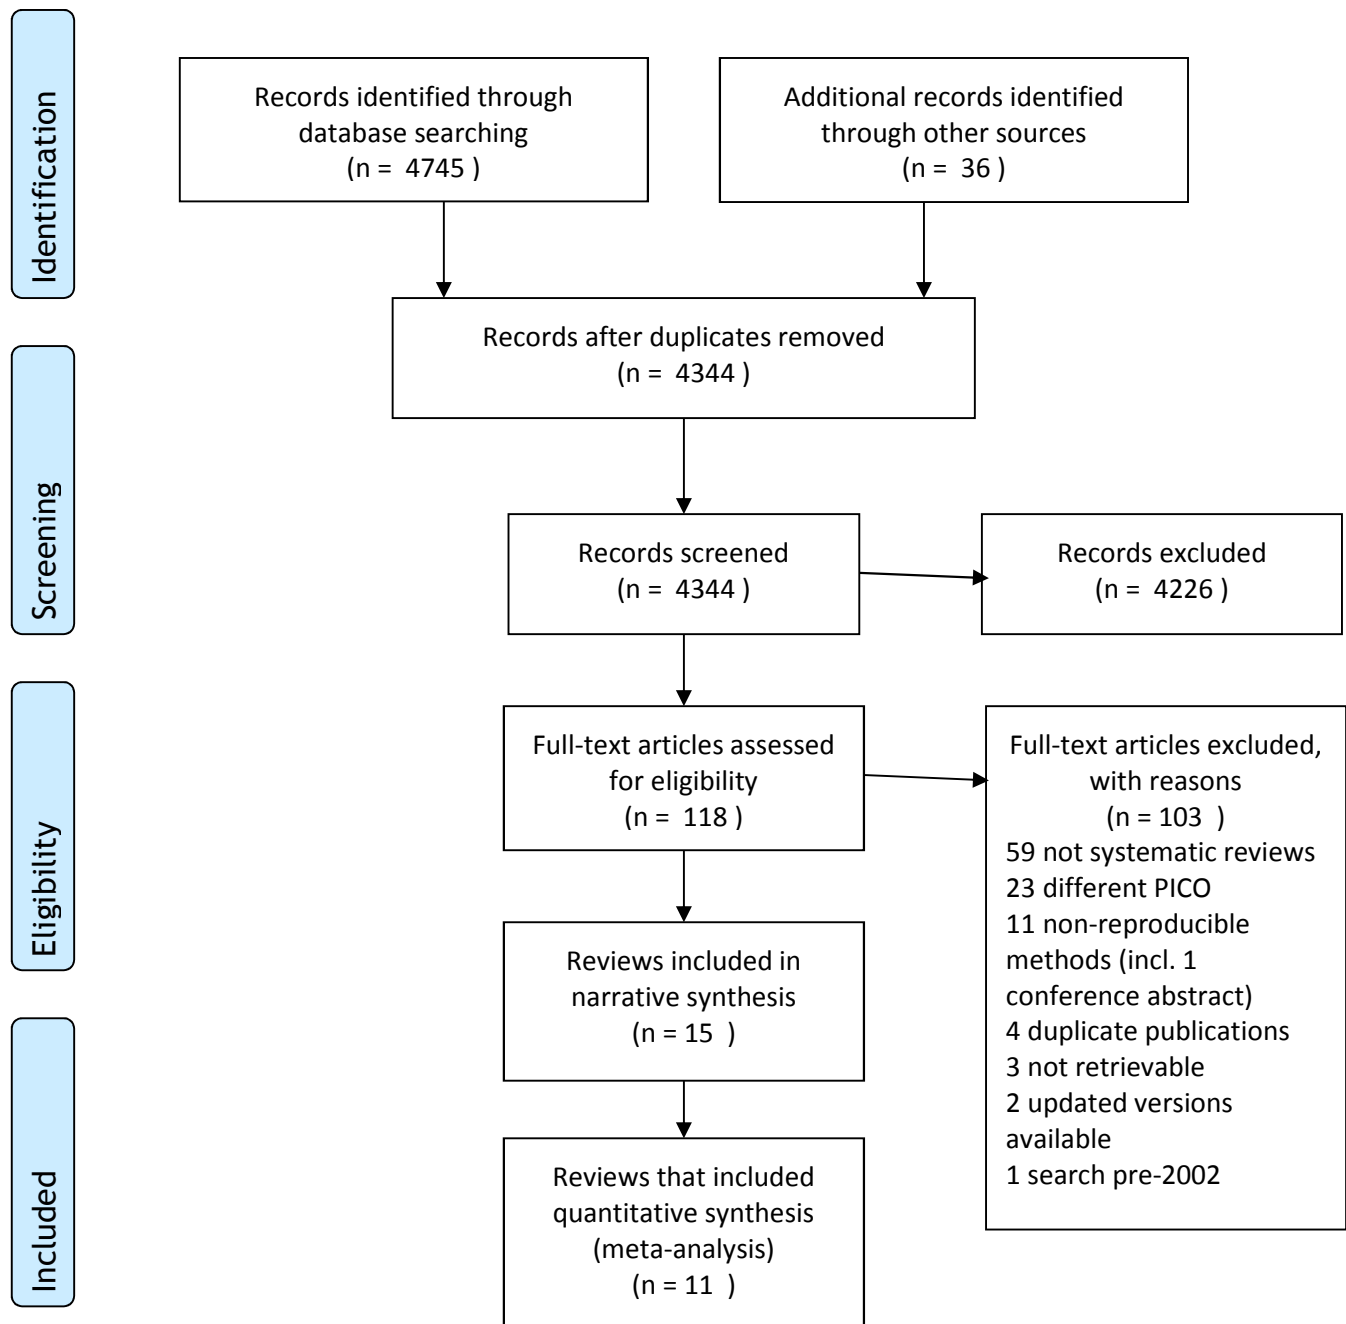 Identification
Records identified through
database searching
(n = 4745 )
Additional records identified
through other sources
(n = 36 )
Records after duplicates removed
(n = 4344 )
Screening
Records screened
(n = 4344 )
Records excluded
(n = 4226 )
Eligibility
Full-text articles assessed
for eligibility
(n = 118 )
Full-text articles excluded,
with reasons
(n = 103 )
59 not systematic reviews
23 different PICO
11 non-reproducible
methods (incl. 1
conference abstract)
4 duplicate publications
3 not retrievable
2 updated versions
available
1 search pre-2002
Reviews included in
narrative synthesis
(n = 15 )
Included
Reviews that included
quantitative synthesis
(meta-analysis)
(n = 11 )